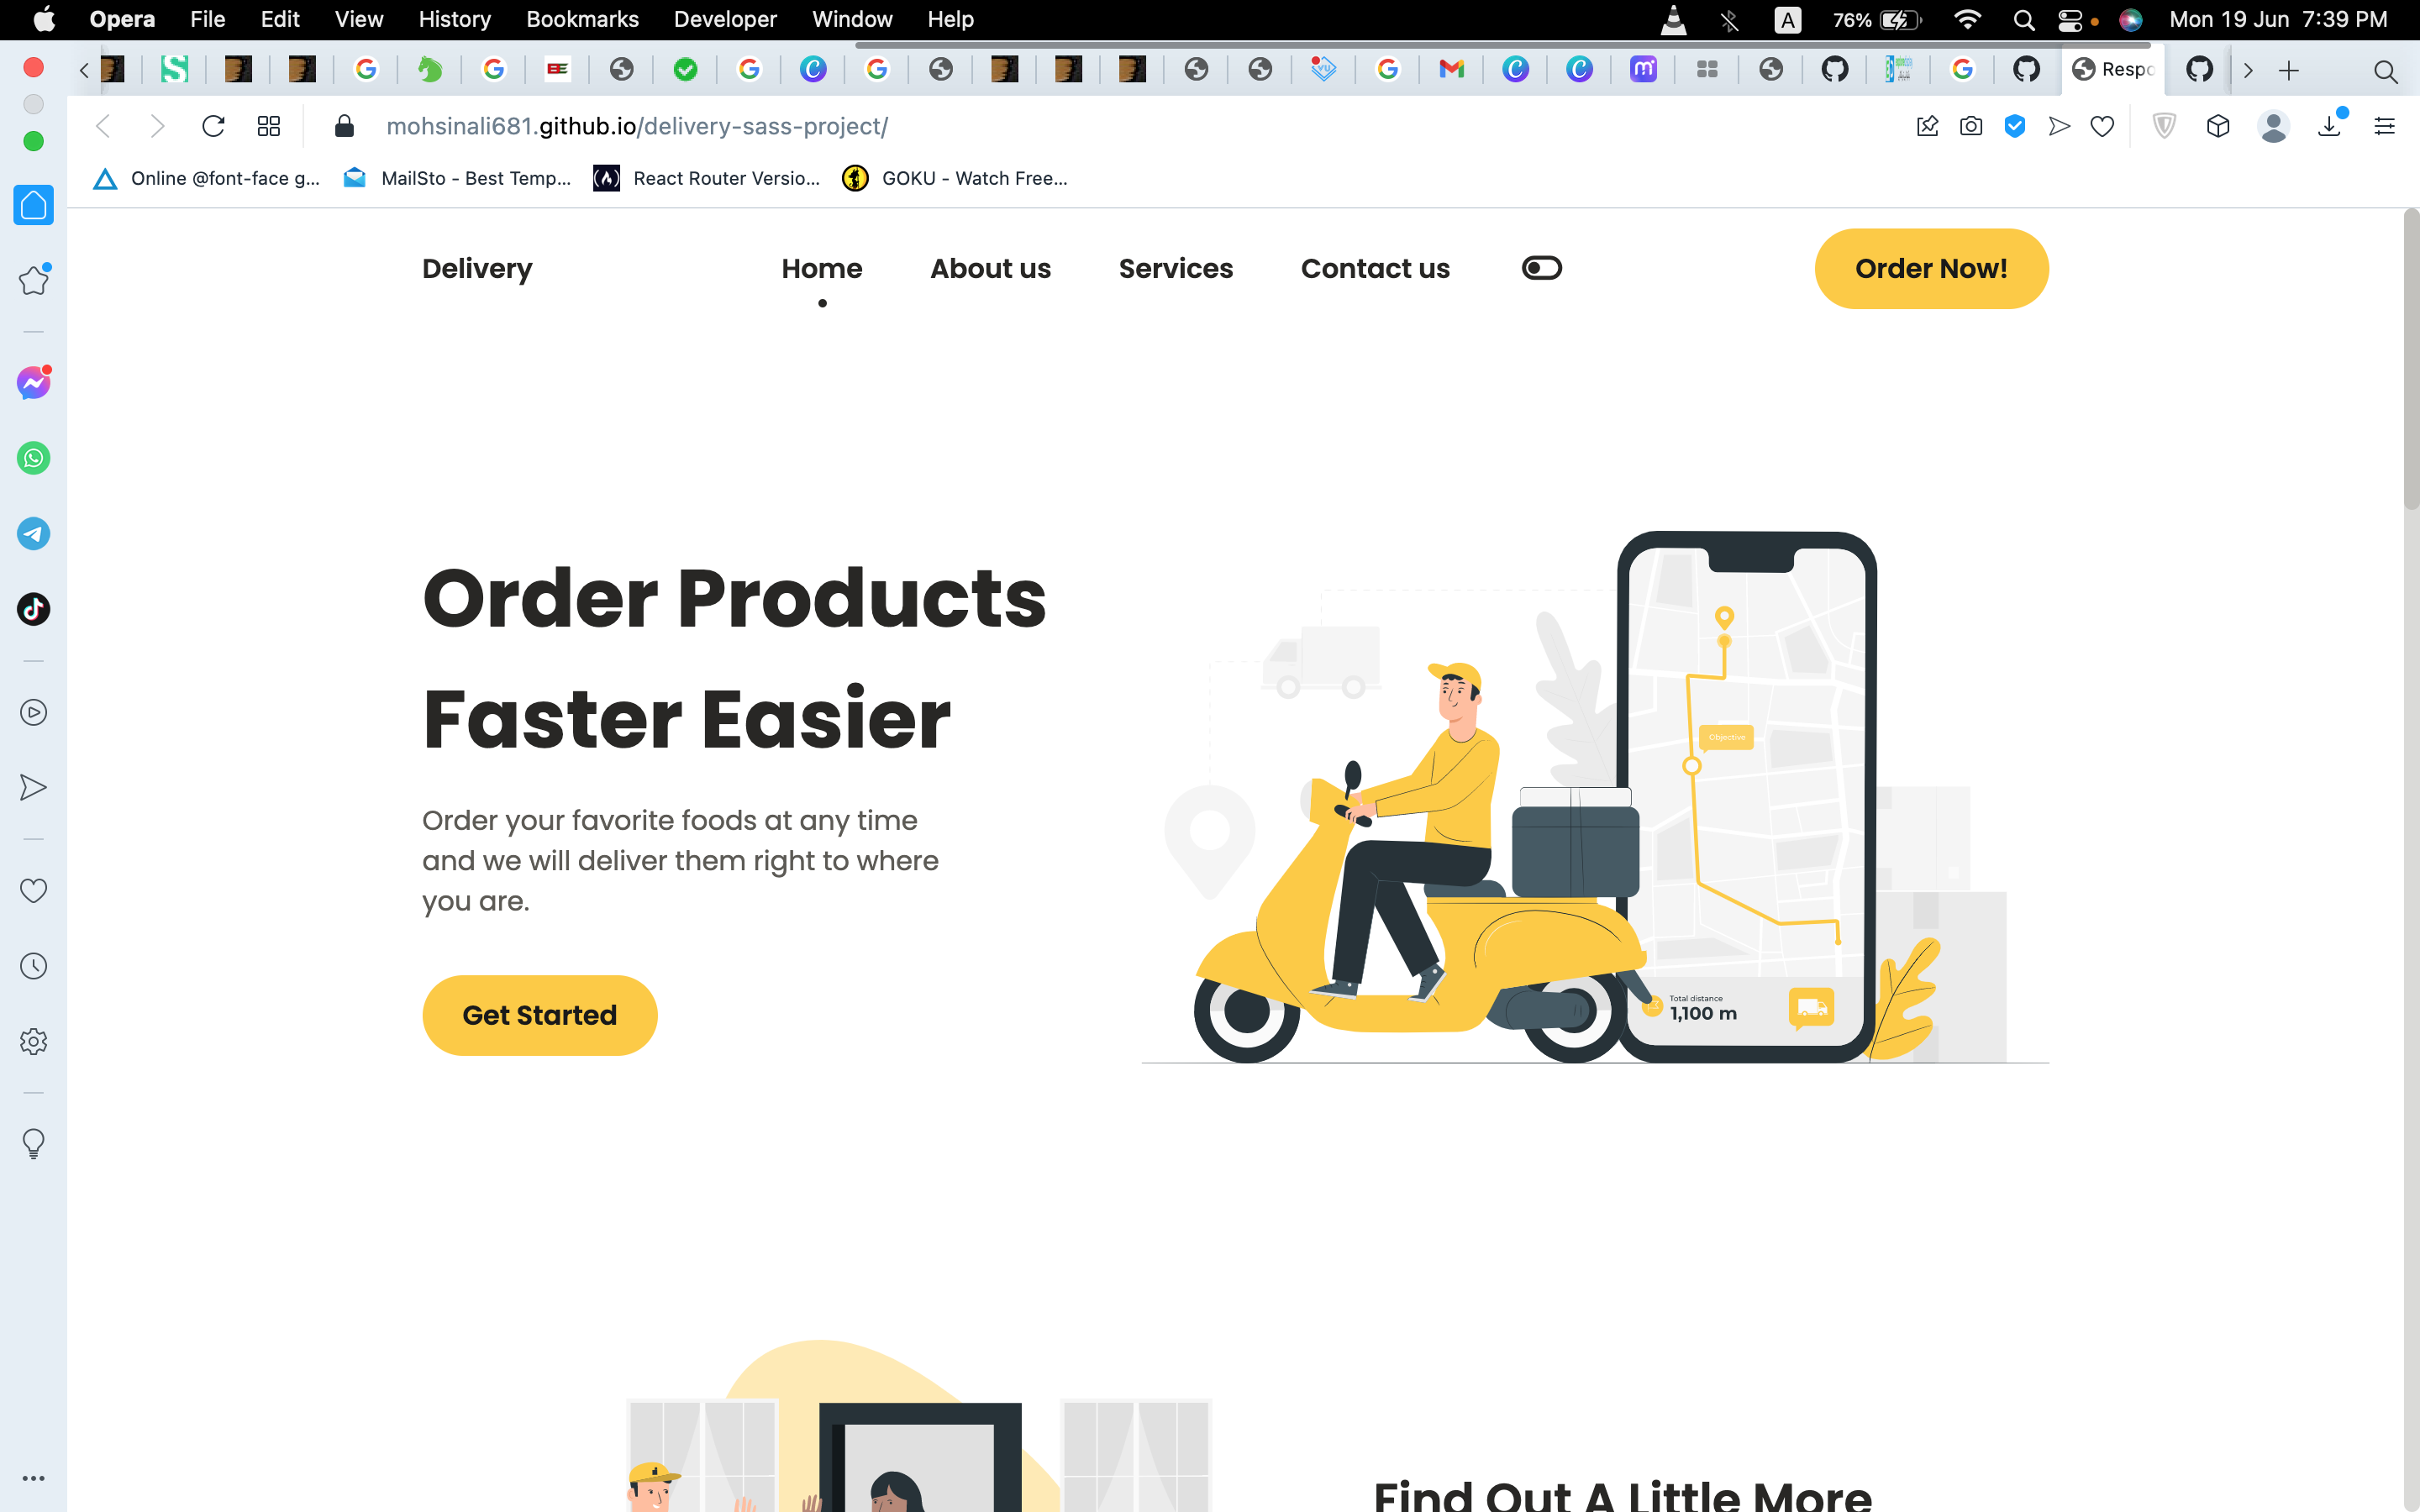 Opera File Edit View History Bookmarks Developer Window Help A 76% Mon 19 Jun 7:39 PM
Respo
mohsinali681.github.io/delivery-sass-project/
Online @font-face g... MailSto - Best Temp... React Router Versio... GOKU - Watch Free...
Delivery Home About us Services Contact us Order Now!
Order Products
Faster Easier
Order your favorite foods at any time
and we will deliver them right to where
you are.
Get Started
Objective
Total distance
1,100 m
Find Out A Little More